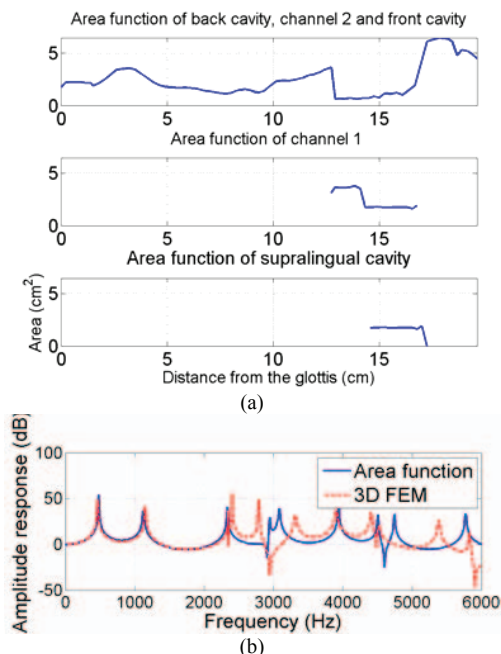 Area function of back cavity, channel 2 and front cavity
5
0
0 5 10 15
Area function of channel 1
5
0
0 5 10 15
Area function of supralingual cavity
5
0
0 5 10 15
Area (cm2)
Distance from the glottis (cm)
(a)
100
50
0
-50
0 1000 2000 3000 4000 5000 6000
Amplitude response (dB)
Area function
3D FEM
Frequency (Hz)
(b)